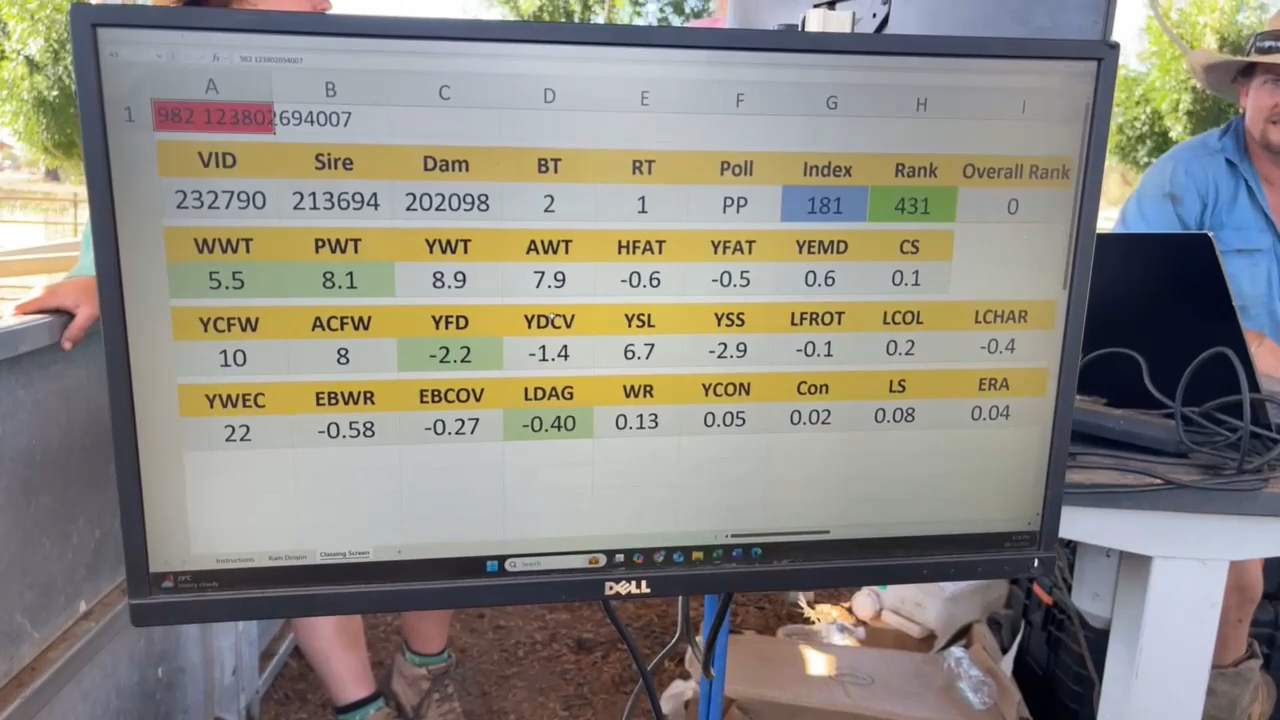 982 123802694007
A B C D E F G H I
1 982 123802694007
VID Sire Dam BT RT Poll Index Rank Overall Rank
232790 213694 202098 2 1 PP 181 431 0
WWT PWT YWT AWT HFAT YFAT YEMD CS
5.5 8.1 8.9 7.9 -0.6 -0.5 0.6 0.1
YCFW ACFW YFD YDCV YSL YSS LFROT LCOL LCHAR
10 8 -2.2 -1.4 6.7 -2.9 -0.1 0.2 -0.4
YWEC EBWR EBCOV LDAG WR YCON Con LS ERA
22 -0.58 -0.27 -0.40 0.13 0.05 0.02 0.08 0.04
Instructions Ram Dropin Classing Screen
Search
DELL